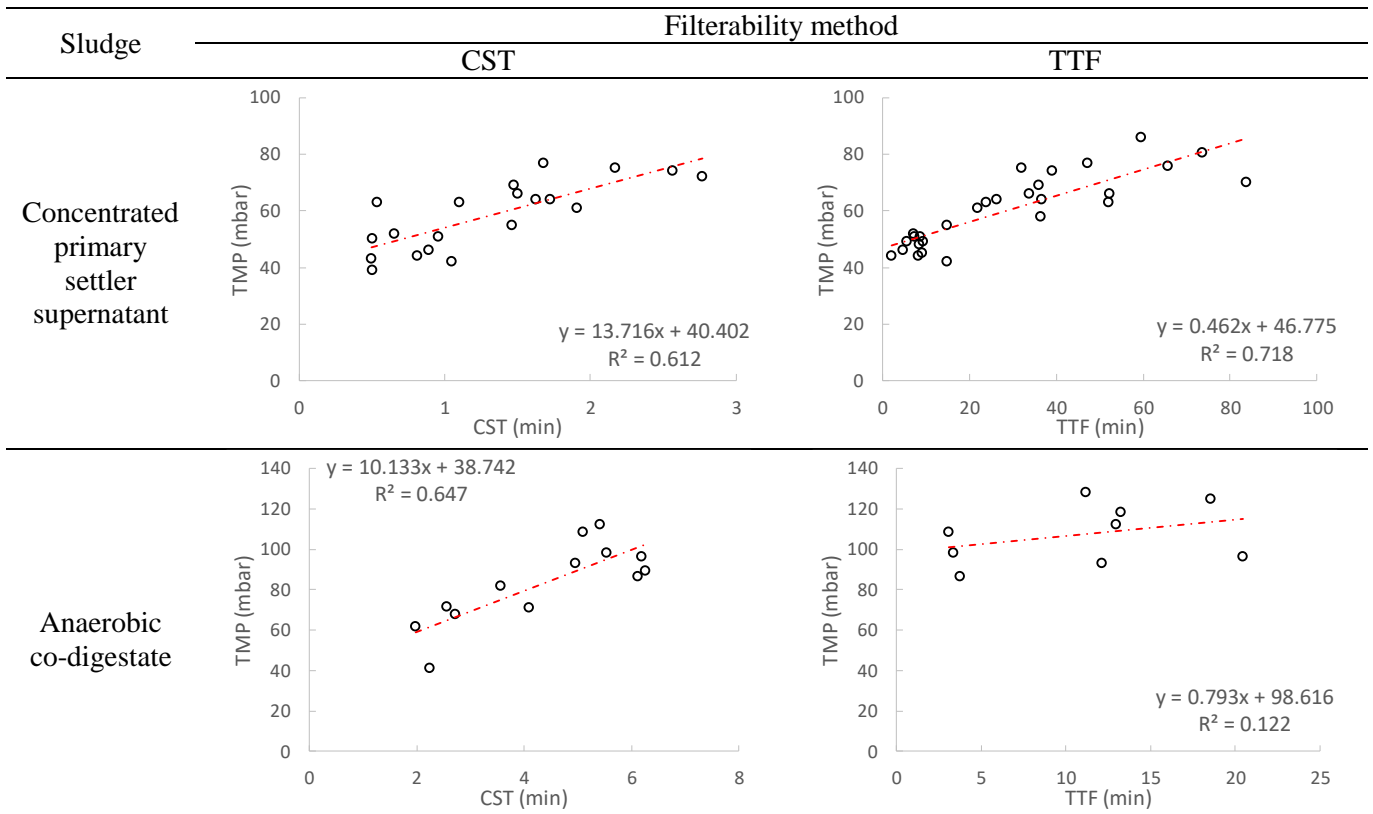 Sludge
Filterability method
CST
TTF
Concentrated
primary
settler
supernatant
TMP (mbar)
100
80
60
40
20
0
y = 13.716x + 40.402
R² = 0.612
0 1 2 3
CST (min)
TMP (mbar)
100
80
60
40
20
0
y = 0.462x + 46.775
R² = 0.718
0 20 40 60 80 100
TTF (min)
Anaerobic
co-digestate
y = 10.133x + 38.742
R² = 0.647
TMP (mbar)
140
120
100
80
60
40
20
0
0 2 4 6 8
CST (min)
TMP (mbar)
140
120
100
80
60
40
20
0
y = 0.793x + 98.616
R² = 0.122
0 5 10 15 20 25
TTF (min)